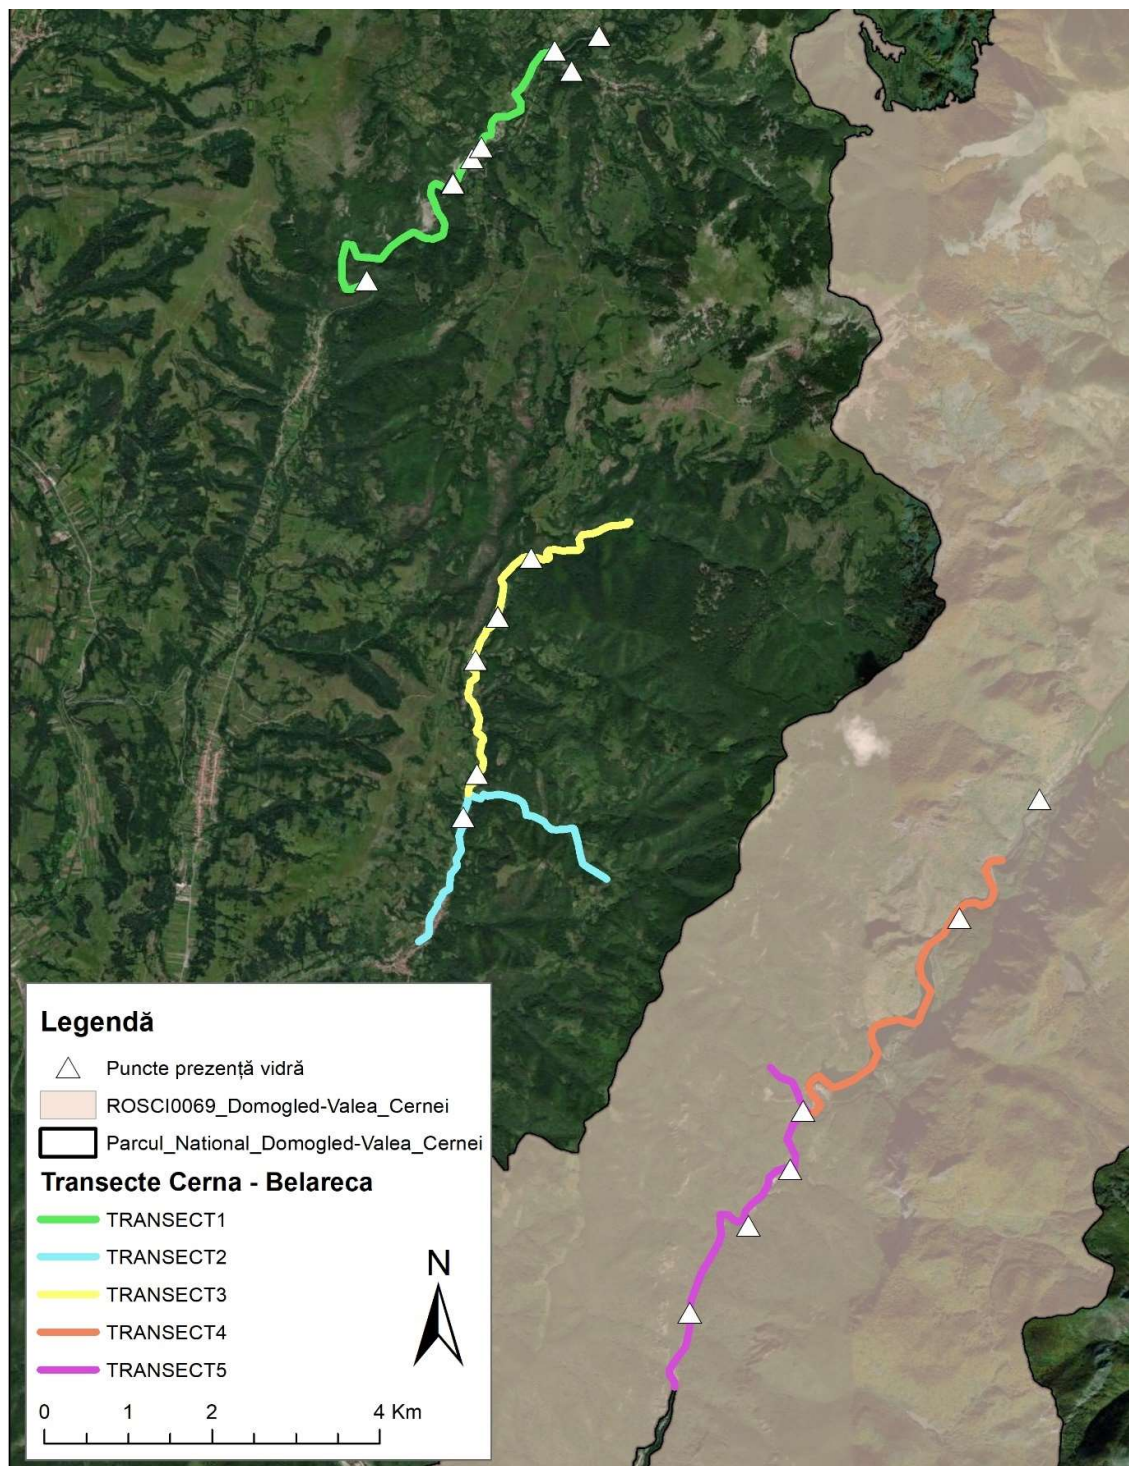 Legendă
Puncte prezență vidră
ROSCI0069_Domogled-Valea_Cernei
Parcul_National_Domogled-Valea_Cernei
Transecte Cerna - Belareca
TRANSECT1
TRANSECT2
TRANSECT3
TRANSECT4
TRANSECT5
N
0 1 2 4 Km